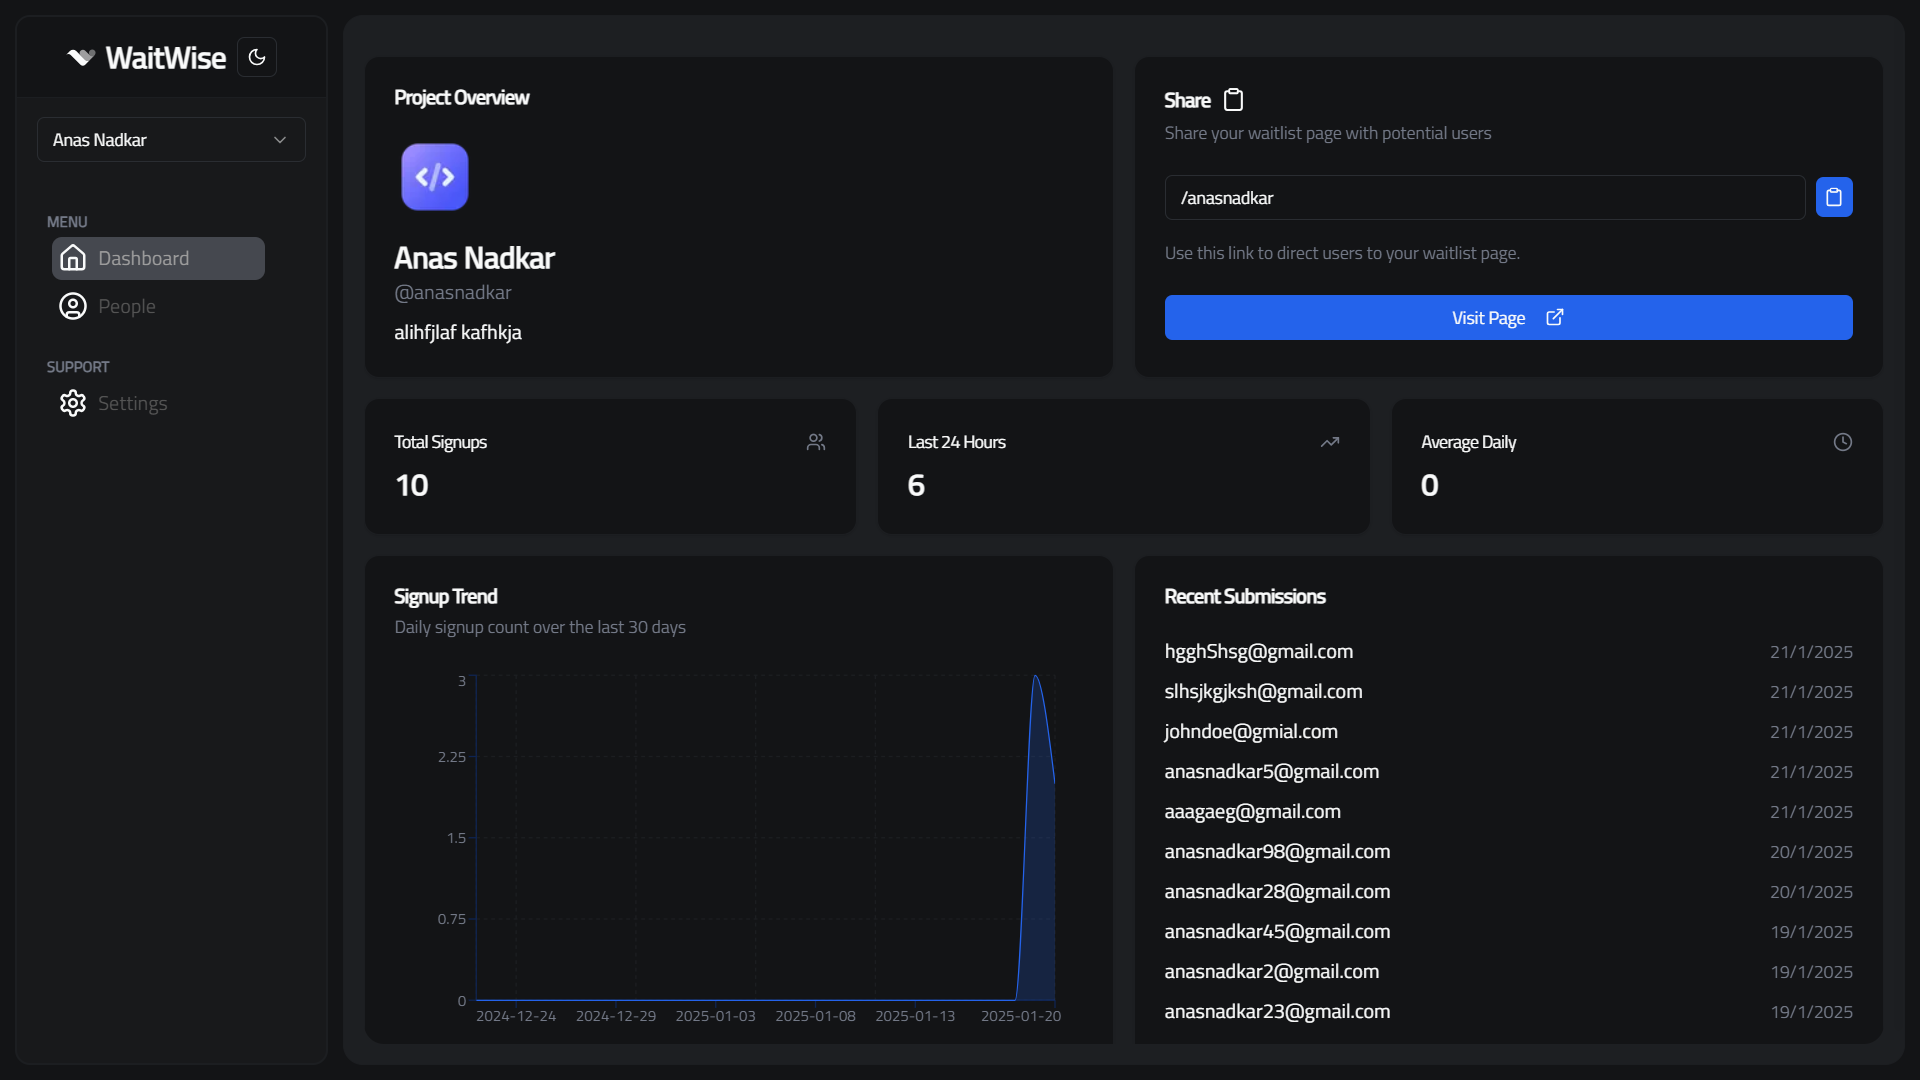 WaitWise
Anas Nadkar
MENU
Dashboard
People
SUPPORT
Settings
Project Overview
</>
Anas Nadkar
@anasnadkar
alihfjlaf kafhkja
Share
Share your waitlist page with potential users
/anasnadkar
Use this link to direct users to your waitlist page.
Visit Page
Total Signups
10
Last 24 Hours
6
Average Daily
0
Signup Trend
Daily signup count over the last 30 days
3
2.25
1.5
0.75
0
2024-12-24 2024-12-29 2025-01-03 2025-01-08 2025-01-13 2025-01-20
Recent Submissions
hgghShsg@gmail.com 21/1/2025
slhsjkgjksh@gmail.com 21/1/2025
johndoe@gmial.com 21/1/2025
anasnadkar5@gmail.com 21/1/2025
aaagaeg@gmail.com 21/1/2025
anasnadkar98@gmail.com 20/1/2025
anasnadkar28@gmail.com 20/1/2025
anasnadkar45@gmail.com 19/1/2025
anasnadkar2@gmail.com 19/1/2025
anasnadkar23@gmail.com 19/1/2025